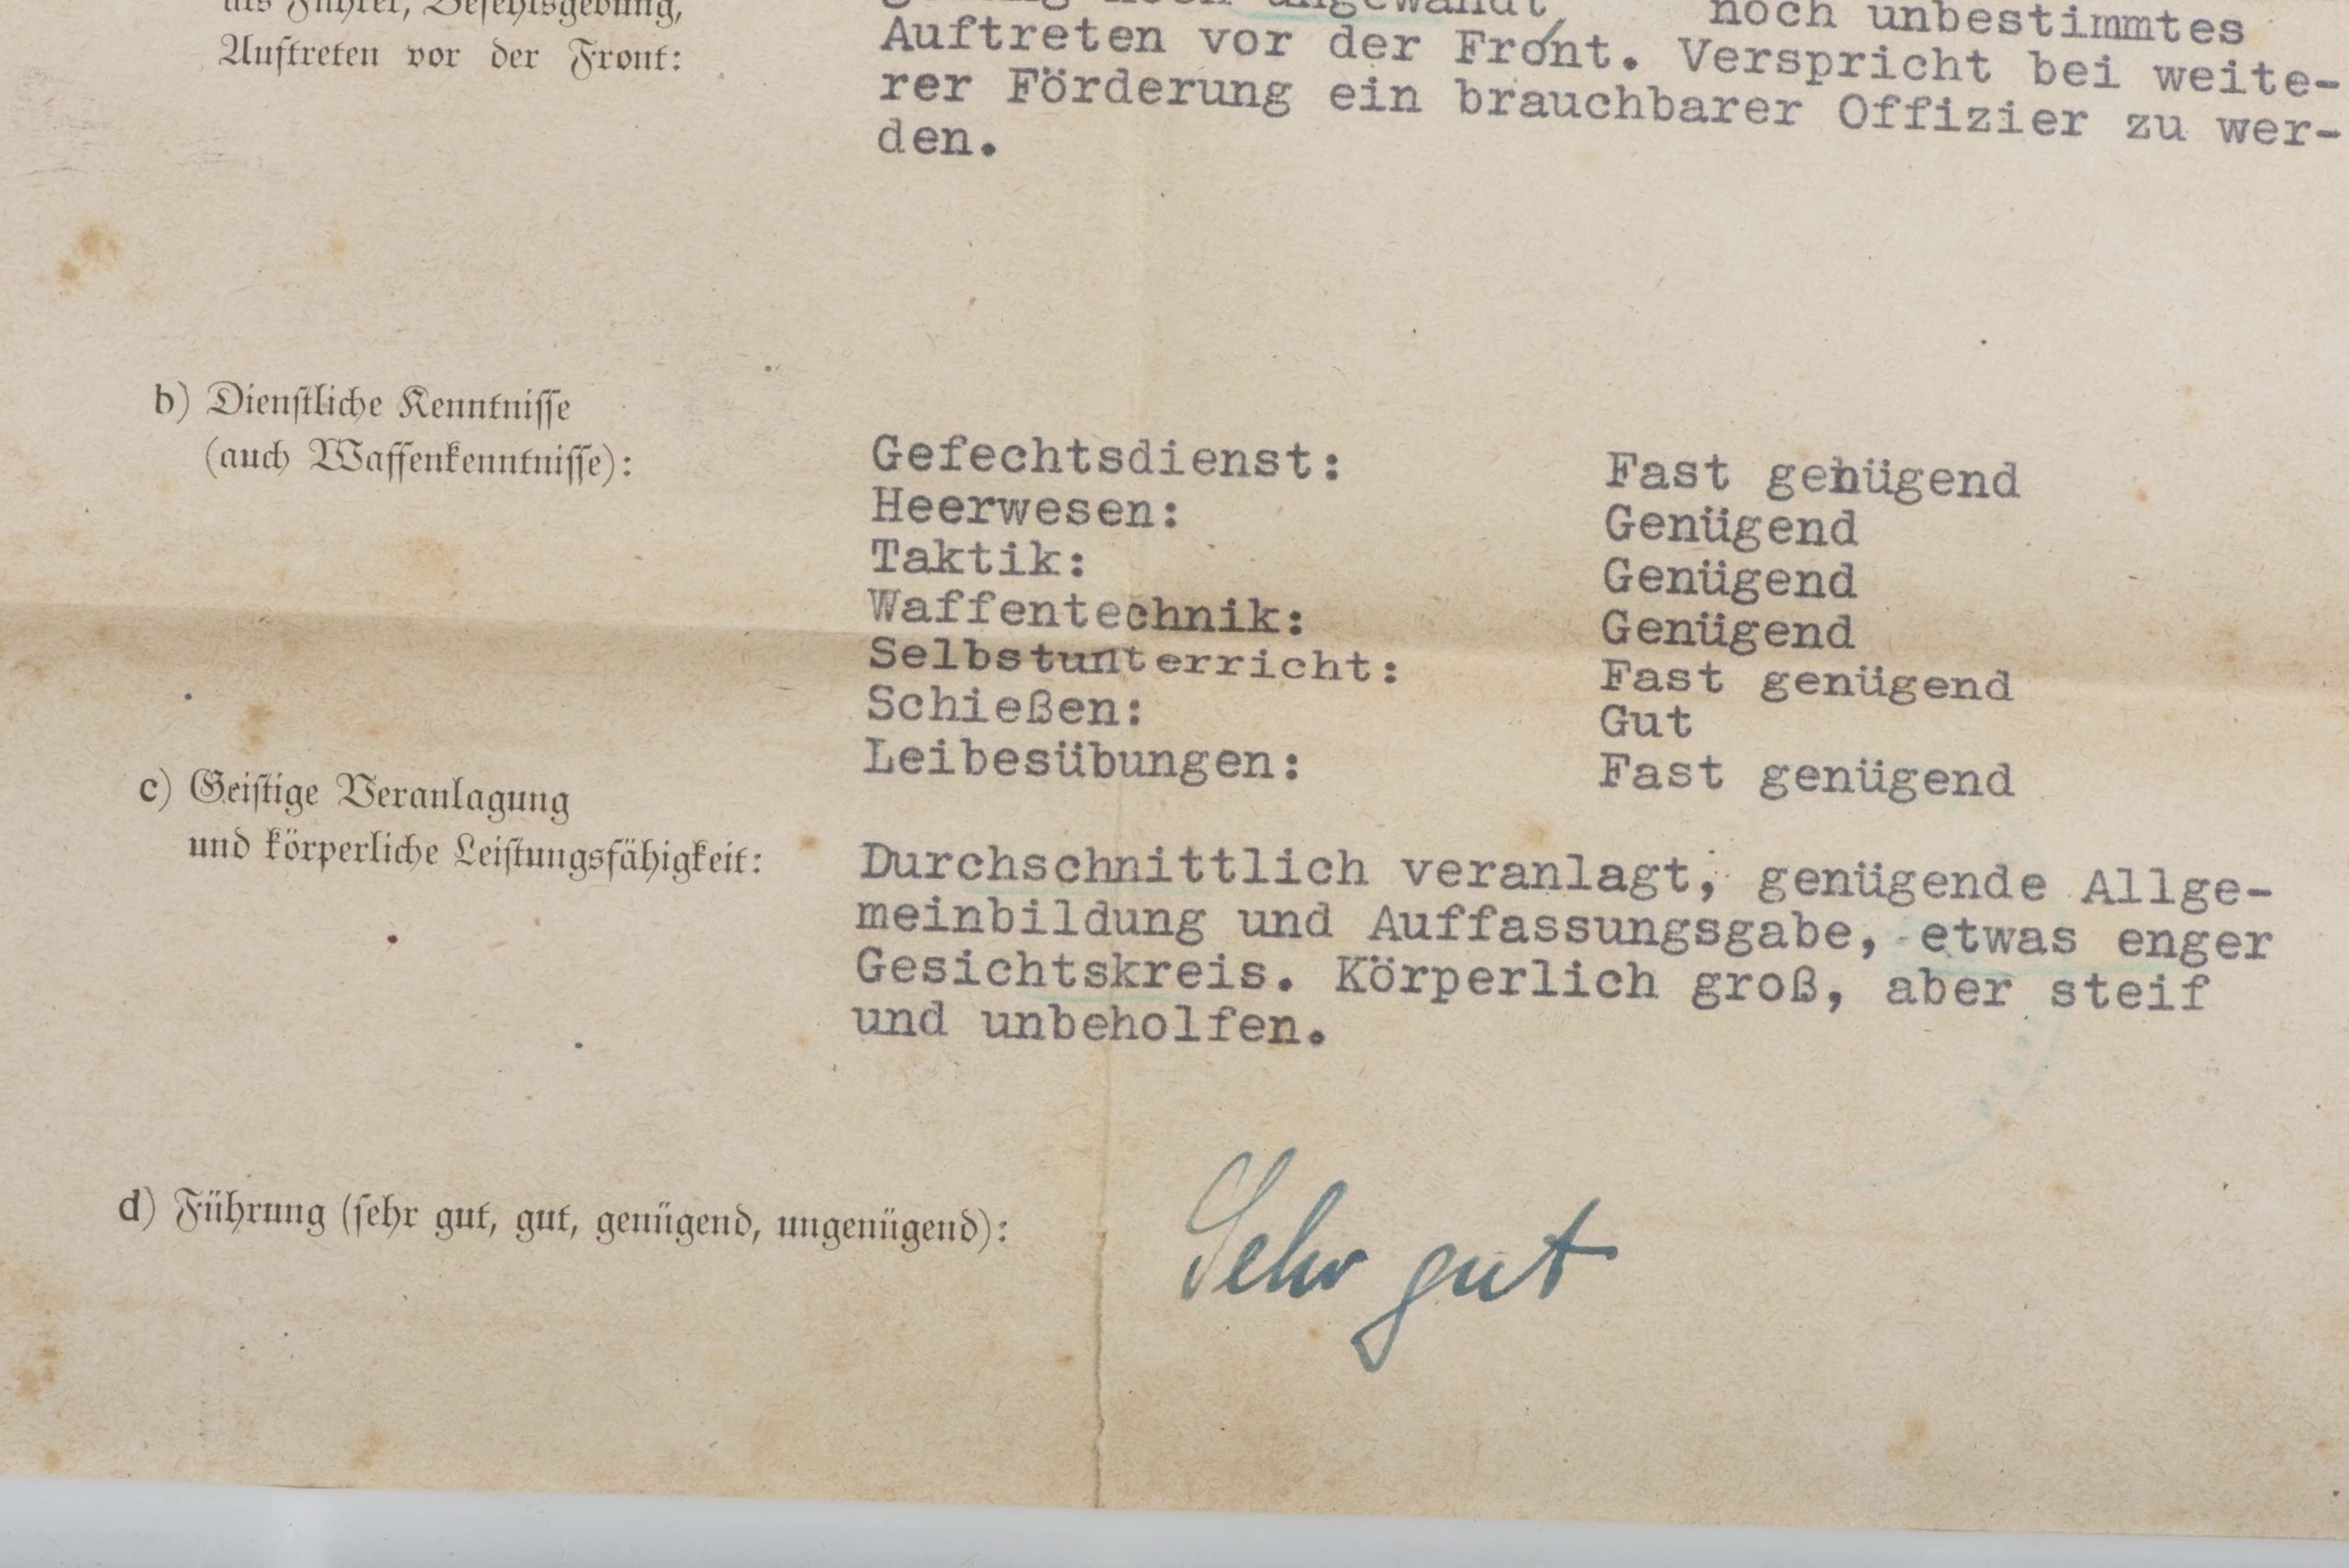 als Führer, Befehlsgebung,
Auftreten vor der Front:
noch ungewandt noch unbestimmtes
Auftreten vor der Front. Verspricht bei weite-
rer Förderung ein brauchbarer Offizier zu wer-
den.
b) Dienstliche Kenntnisse
(auch Waffenkenntnisse):
Gefechtsdienst: Fast genügend
Heerwesen: Genügend
Taktik: Genügend
Waffentechnik: Genügend
Selbstunterricht: Fast genügend
Schießen: Gut
Leibesübungen: Fast genügend
c) Geistige Veranlagung
und körperliche Leistungsfähigkeit:
Durchschnittlich veranlagt, genügende Allge-
meinbildung und Auffassungsgabe, etwas enger
Gesichtskreis. Körperlich groß, aber steif
und unbeholfen.
d) Führung (sehr gut, gut, genügend, ungenügend):
Sehr gut